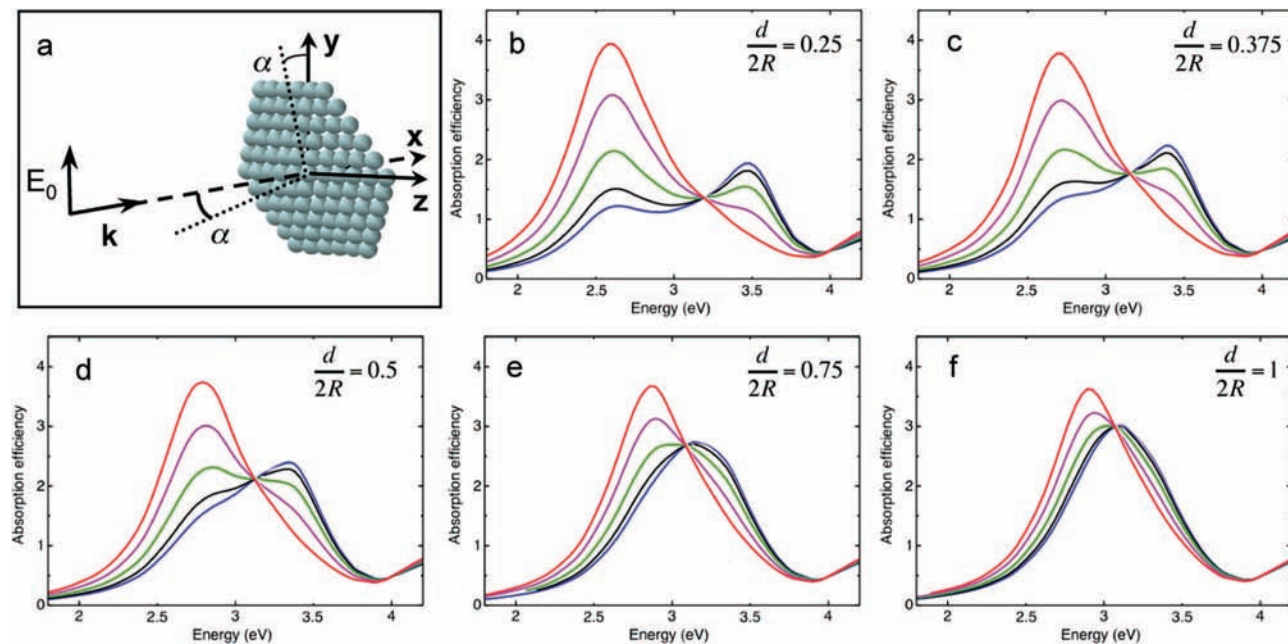 a
α
y
x
E₀
z
k
α
b
d/2R = 0.25
Absorption efficiency
4
3
2
1
0
2 2.5 3 3.5 4
Energy (eV)
c
d/2R = 0.375
Absorption efficiency
4
3
2
1
0
2 2.5 3 3.5 4
Energy (eV)
d
d/2R = 0.5
Absorption efficiency
4
3
2
1
0
2 2.5 3 3.5 4
Energy (eV)
e
d/2R = 0.75
Absorption efficiency
4
3
2
1
0
2 2.5 3 3.5 4
Energy (eV)
f
d/2R = 1
Absorption efficiency
4
3
2
1
0
2 2.5 3 3.5 4
Energy (eV)